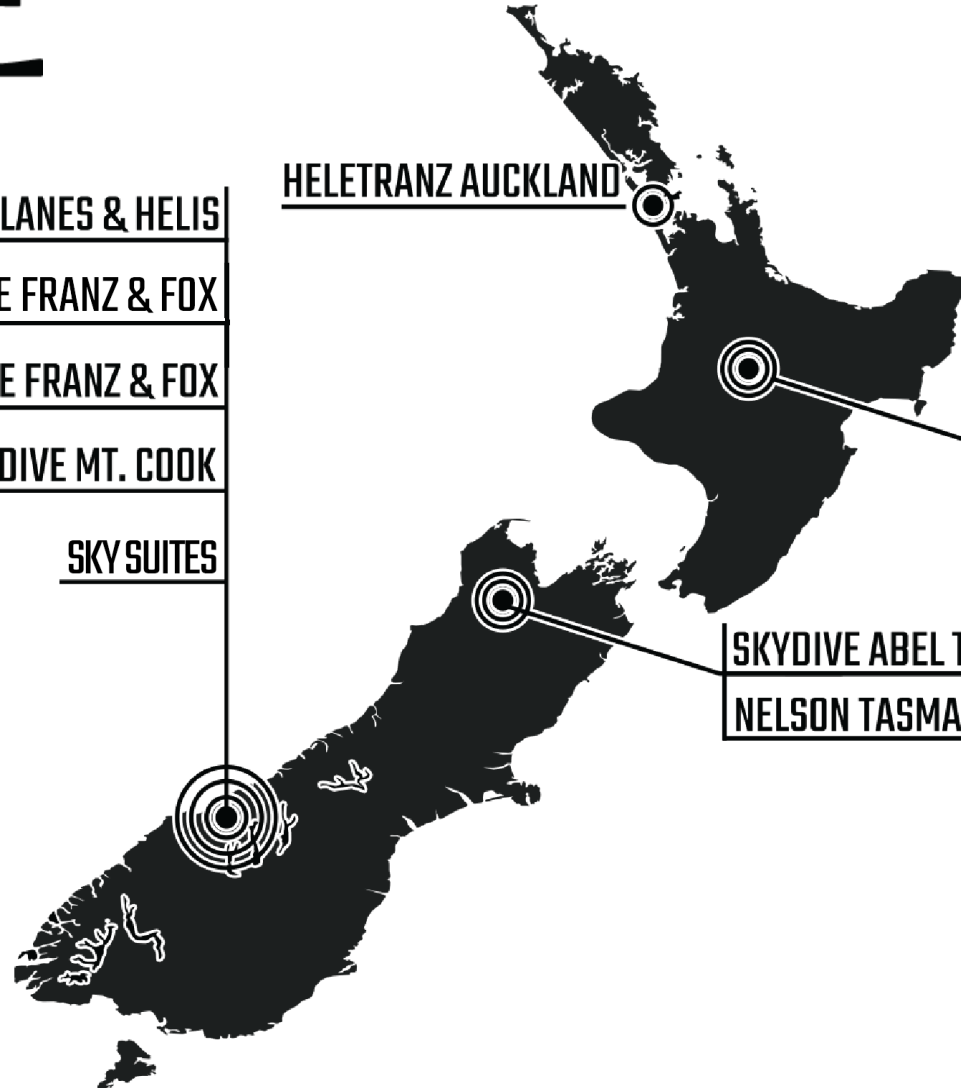 HELETRANZ AUCKLAND
LANES & HELIS
E FRANZ & FOX
E FRANZ & FOX
DIVE MT. COOK
SKY SUITES
SKYDIVE ABEL T
NELSON TASMA